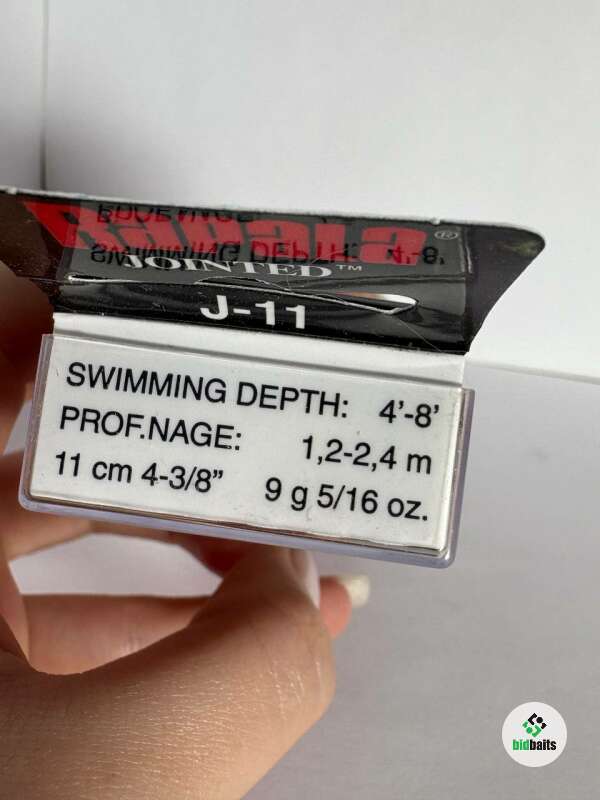 Rapala®
JOINTED™
J-11
SWIMMING DEPTH: 4'-8'
PROF.NAGE: 1,2-2,4 m
11 cm 4-3/8” 9 g 5/16 oz.
bidbaits